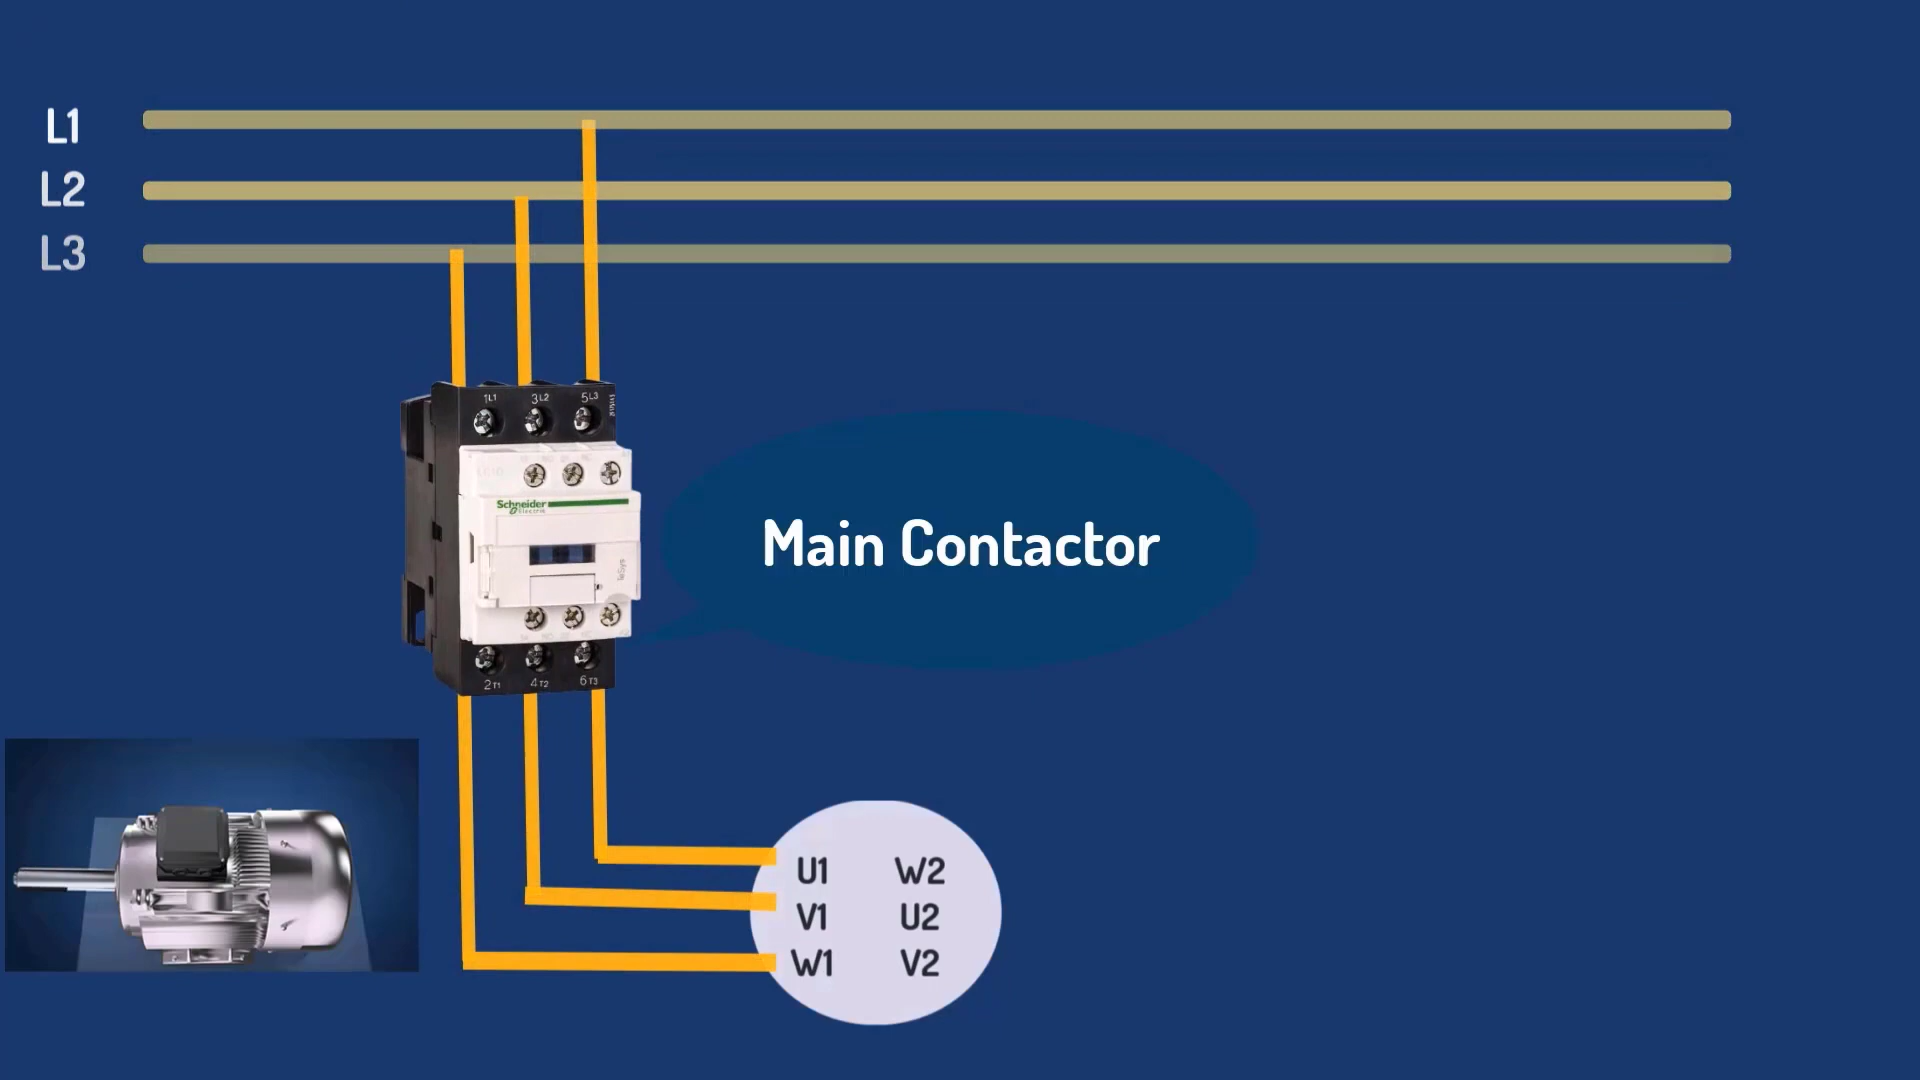 L1
L2
L3
1L1 3L2 5L3
Schneider
Electric
TeSys
2T1 4T2 6T3
Main Contactor
U1 W2
V1 U2
W1 V2